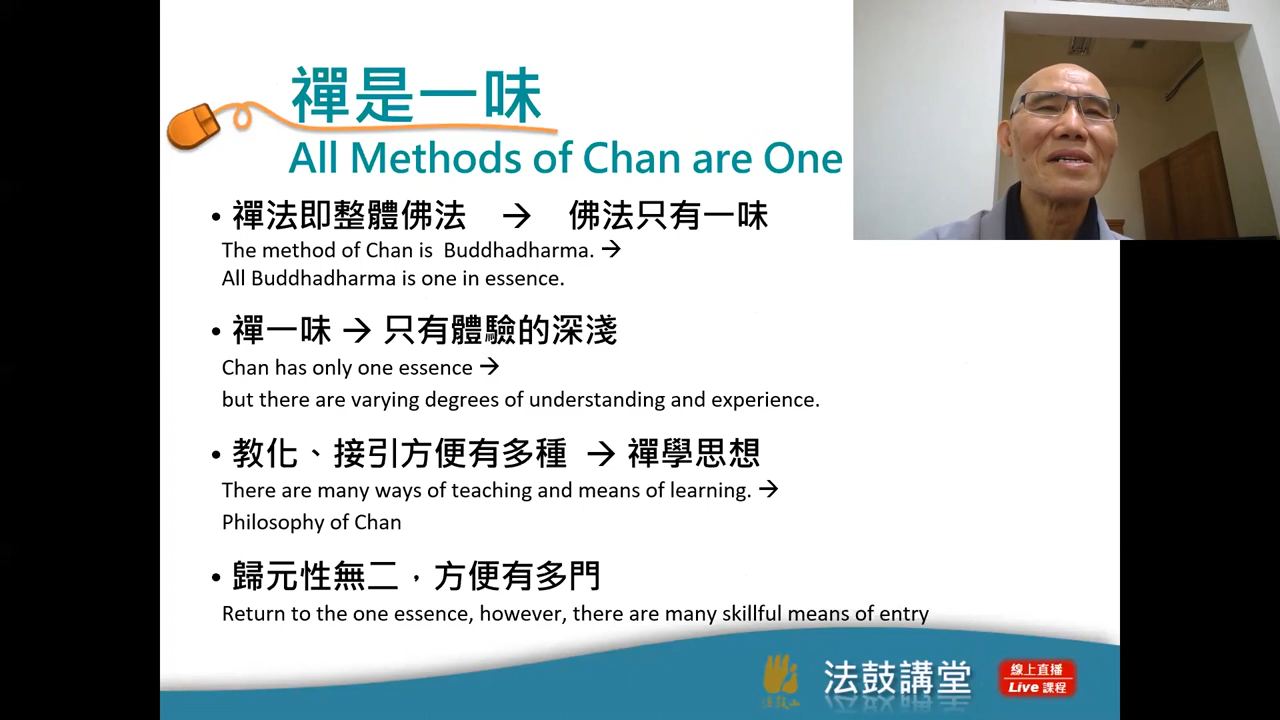 禪是一味
All Methods of Chan are One
• 禪法即整體佛法 → 佛法只有一味
The method of Chan is Buddhadharma. →
All Buddhadharma is one in essence.
• 禪一味 → 只有體驗的深淺
Chan has only one essence →
but there are varying degrees of understanding and experience.
• 教化、接引方便有多種 → 禪學思想
There are many ways of teaching and means of learning. →
Philosophy of Chan
• 歸元性無二，方便有多門
Return to the one essence, however, there are many skillful means of entry
法鼓山
法鼓講堂
線上直播
Live 課程